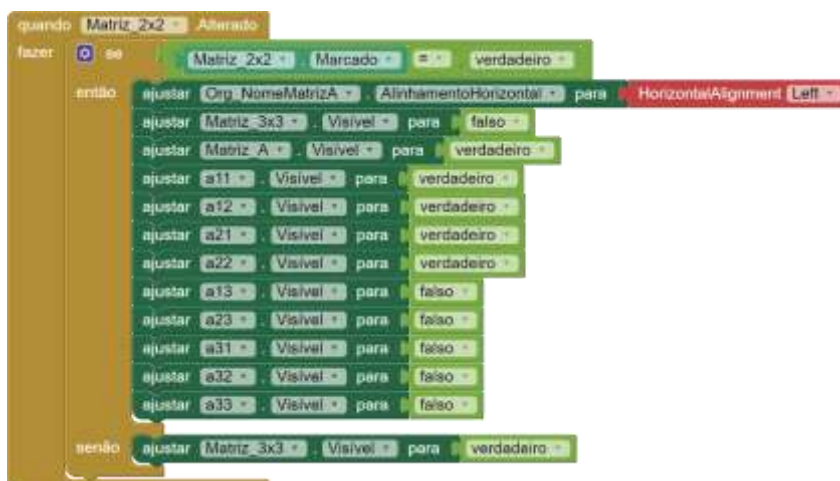 quando Matriz_2x2 .Alterado
fazer se Matriz_2x2 . Marcado = verdadeiro
então ajustar Org_NomeMatrizA . AlinhamentoHorizontal para HorizontalAlignment Left
ajustar Matriz_3x3 . Visível para falso
ajustar Matriz_A . Visível para verdadeiro
ajustar a11 . Visível para verdadeiro
ajustar a12 . Visível para verdadeiro
ajustar a21 . Visível para verdadeiro
ajustar a22 . Visível para verdadeiro
ajustar a13 . Visível para falso
ajustar a23 . Visível para falso
ajustar a31 . Visível para falso
ajustar a32 . Visível para falso
ajustar a33 . Visível para falso
senão ajustar Matriz_3x3 . Visível para verdadeiro